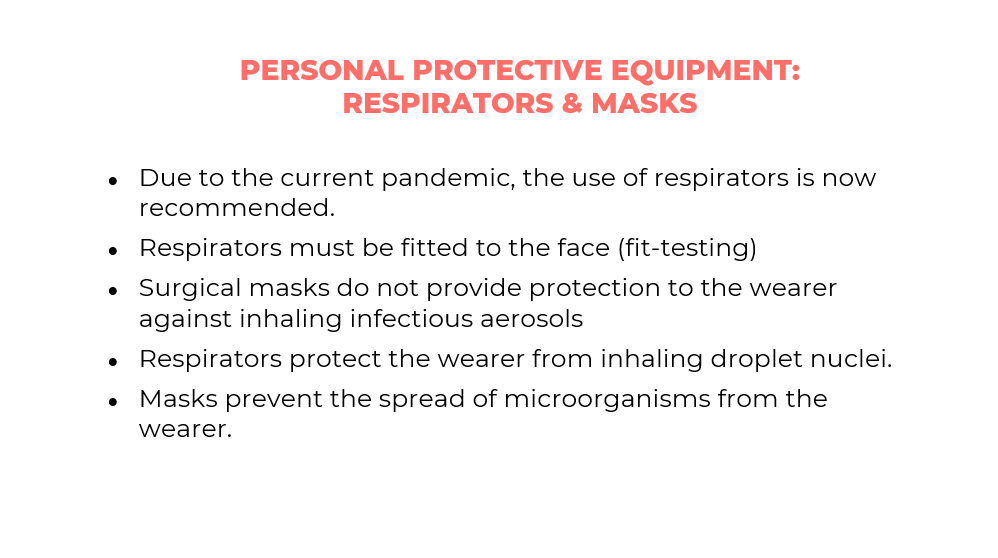 PERSONAL PROTECTIVE EQUIPMENT:
RESPIRATORS & MASKS
● Due to the current pandemic, the use of respirators is now
recommended.
● Respirators must be fitted to the face (fit-testing)
● Surgical masks do not provide protection to the wearer
against inhaling infectious aerosols
● Respirators protect the wearer from inhaling droplet nuclei.
● Masks prevent the spread of microorganisms from the
wearer.